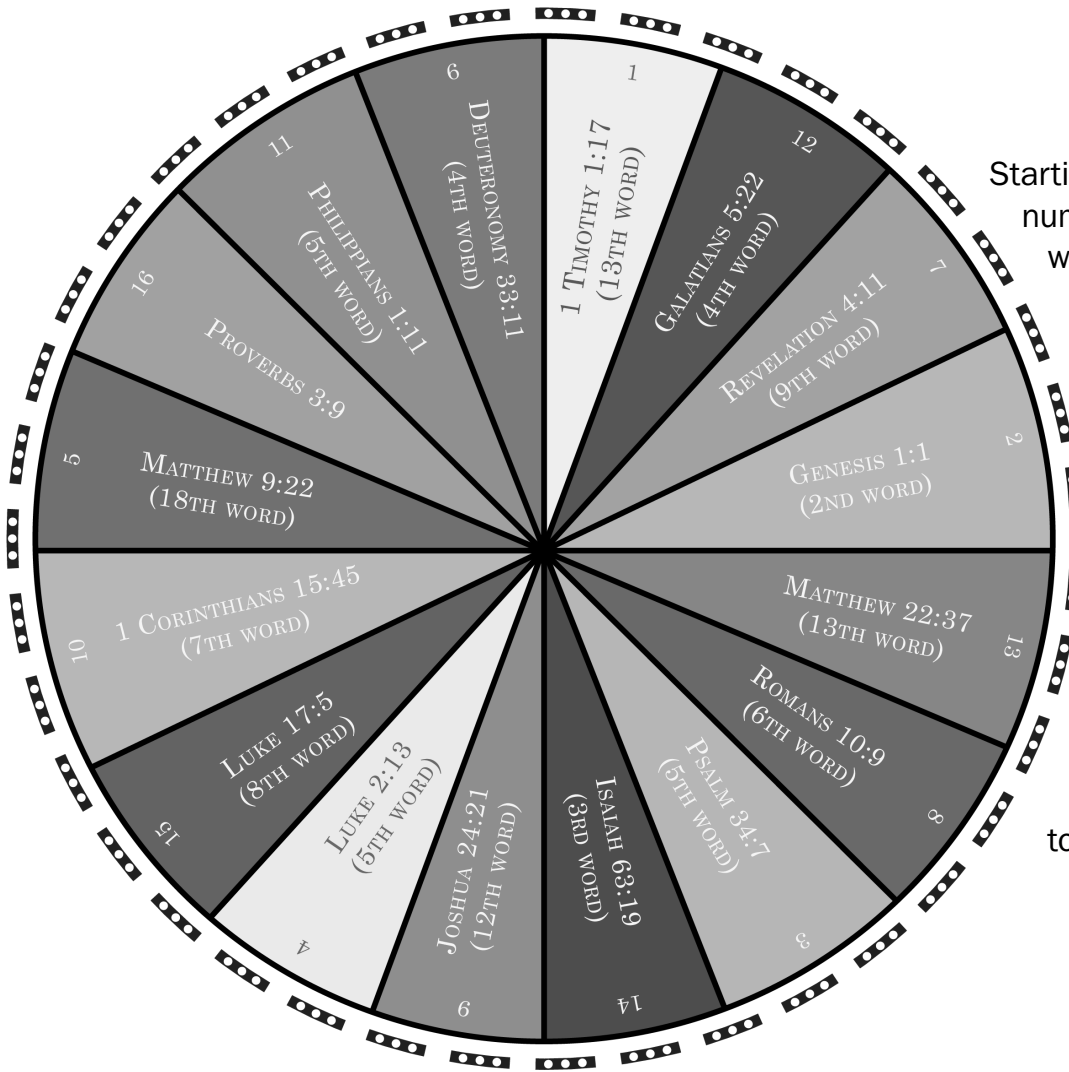 1
1 Timothy 1:17
(13th word)
12
Galatians 5:22
(4th word)
7
Revelation 4:11
(9th word)
2
Genesis 1:1
(2nd word)
13
Matthew 22:37
(13th word)
8
Romans 10:9
(6th word)
3
Psalm 34:7
(5th word)
14
Isaiah 63:19
(3rd word)
9
Joshua 24:21
(12th word)
4
Luke 2:13
(5th word)
15
Luke 17:5
(8th word)
10
1 Corinthians 15:45
(7th word)
5
Matthew 9:22
(18th word)
16
Proverbs 3:9
11
Philippians 1:11
(5th word)
6
Deuteronomy 33:11
(4th word)
Starti
w
to